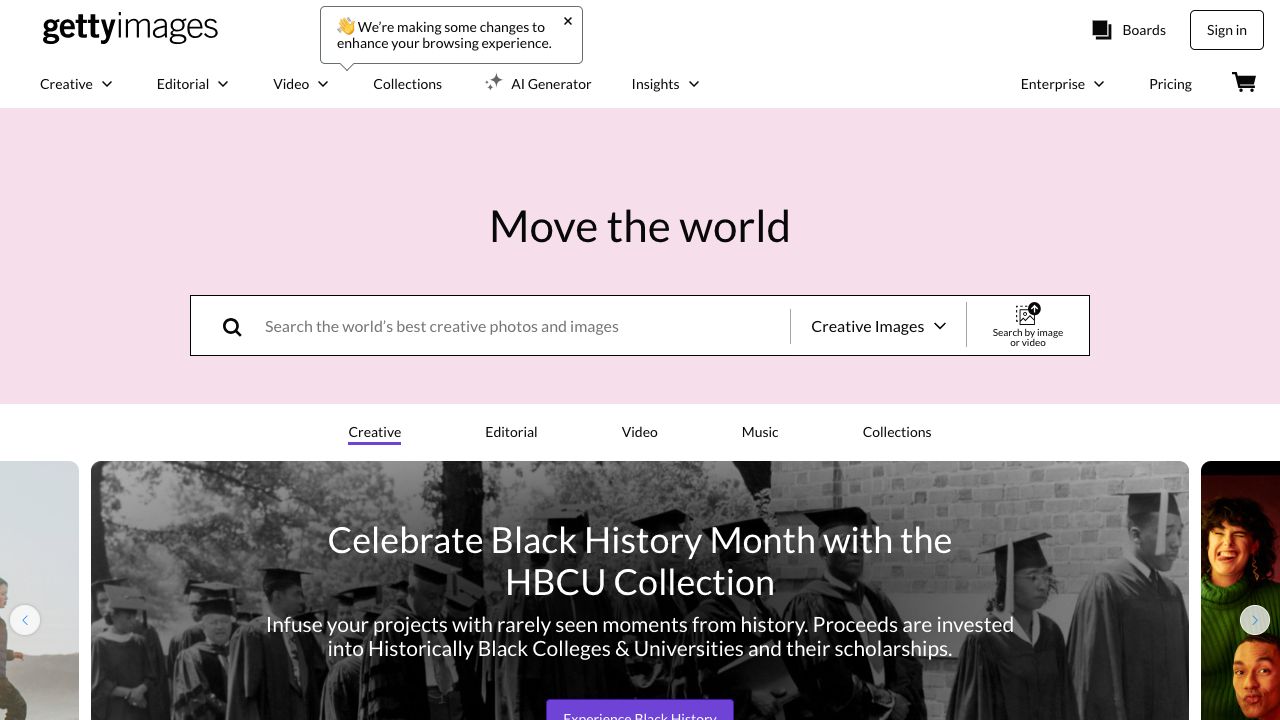 gettyimages
👋 We're making some changes to
enhance your browsing experience.
Boards
Sign in
Creative
Editorial
Video
Collections
AI Generator
Insights
Enterprise
Pricing
Move the world
Search the world's best creative photos and images
Creative Images
Search by image
or video
Creative
Editorial
Video
Music
Collections
Celebrate Black History Month with the
HBCU Collection
Infuse your projects with rarely seen moments from history. Proceeds are invested
into Historically Black Colleges & Universities and their scholarships.
Experience Black History